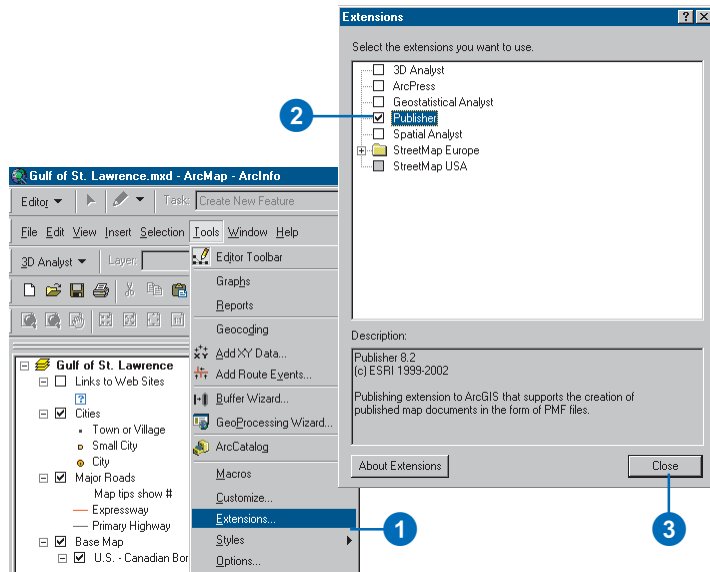 Extensions
Select the extensions you want to use.
3D Analyst
ArcPress
Geostatistical Analyst
Publisher
Spatial Analyst
StreetMap Europe
StreetMap USA
2
Description:
Publisher 8.2
(c) ESRI 1999-2002
Publishing extension to ArcGIS that supports the creation of
published map documents in the form of PMF files.
About Extensions
Close
3
Gulf of St. Lawrence.mxd - ArcMap - ArcInfo
Editor
Task:
Create New Feature
File Edit View Insert Selection Tools Window Help
3D Analyst
Layer:
Editor Toolbar
Graphs
Reports
Geocoding
Add XY Data...
Add Route Events...
Buffer Wizard...
GeoProcessing Wizard...
ArcCatalog
Macros
Customize...
Extensions...
1
Styles
Options...
Gulf of St. Lawrence
Links to Web Sites
?
Cities
Town or Village
Small City
City
Major Roads
Map tips show #
Expressway
Primary Highway
Base Map
U.S. - Canadian Bor